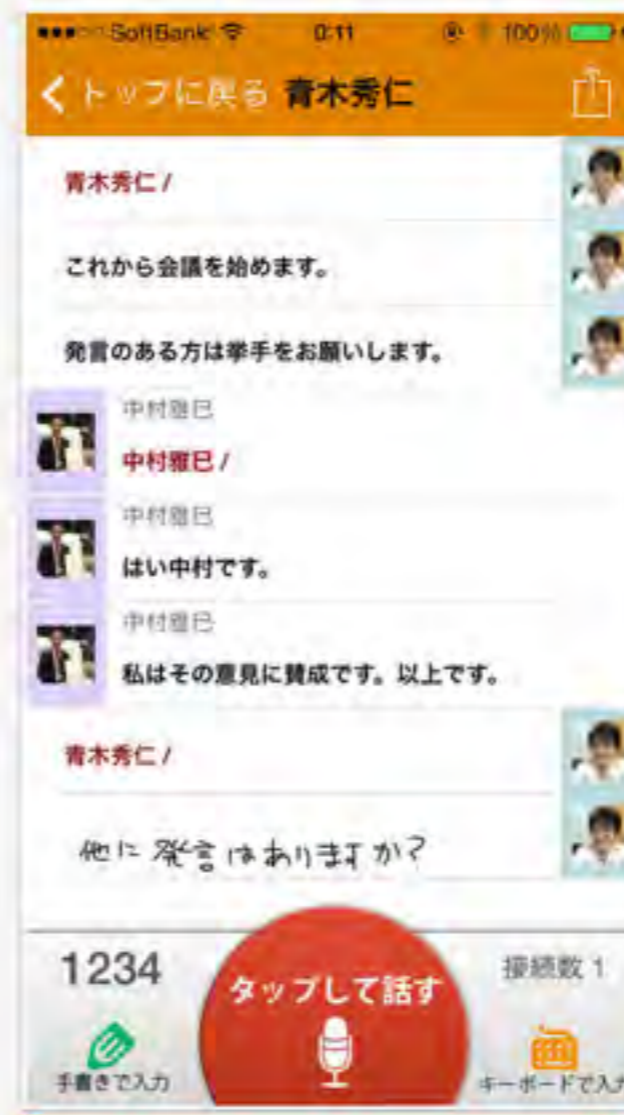 SoftBank 0:11 100%
トップに戻る 青木秀仁
青木秀仁 /
これから会議を始めます。
発言のある方は挙手をお願いします。
中村雅巳
中村雅巳 /
中村雅巳
はい中村です。
中村雅巳
私はその意見に賛成です。以上です。
青木秀仁 /
他に発言はありますか?
1234
タップして話す
接続数 1
手書きで入力
キーボードで入力